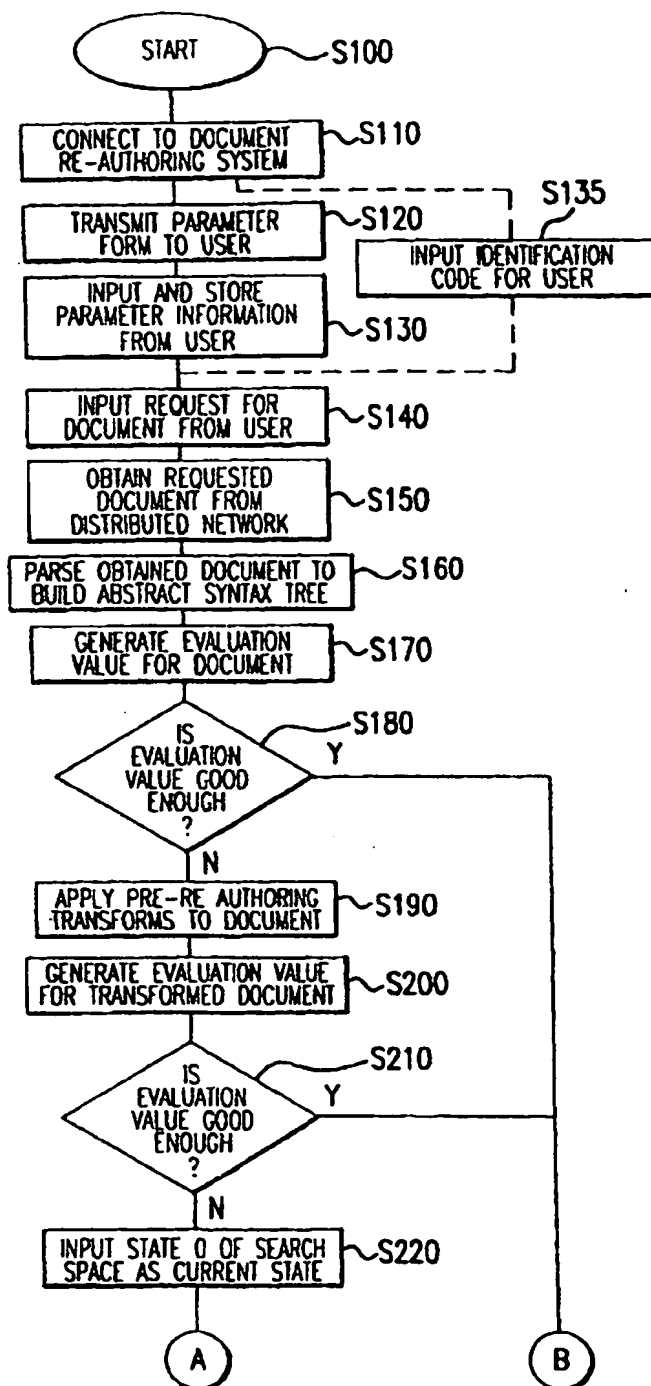 START
S100
CONNECT TO DOCUMENT
RE-AUTHORING SYSTEM
S110
TRANSMIT PARAMETER
FORM TO USER
S120
S135
INPUT IDENTIFICATION
CODE FOR USER
INPUT AND STORE
PARAMETER INFORMATION
FROM USER
S130
INPUT REQUEST FOR
DOCUMENT FROM USER
S140
OBTAIN REQUESTED
DOCUMENT FROM
DISTRIBUTED NETWORK
S150
PARSE OBTAINED DOCUMENT TO
BUILD ABSTRACT SYNTAX TREE
S160
GENERATE EVALUATION
VALUE FOR DOCUMENT
S170
IS
EVALUATION
VALUE GOOD
ENOUGH
?
S180
Y
N
APPLY PRE-RE AUTHORING
TRANSFORMS TO DOCUMENT
S190
GENERATE EVALUATION VALUE
FOR TRANSFORMED DOCUMENT
S200
IS
EVALUATION
VALUE GOOD
ENOUGH
?
S210
Y
N
INPUT STATE 0 OF SEARCH
SPACE AS CURRENT STATE
S220
A
B